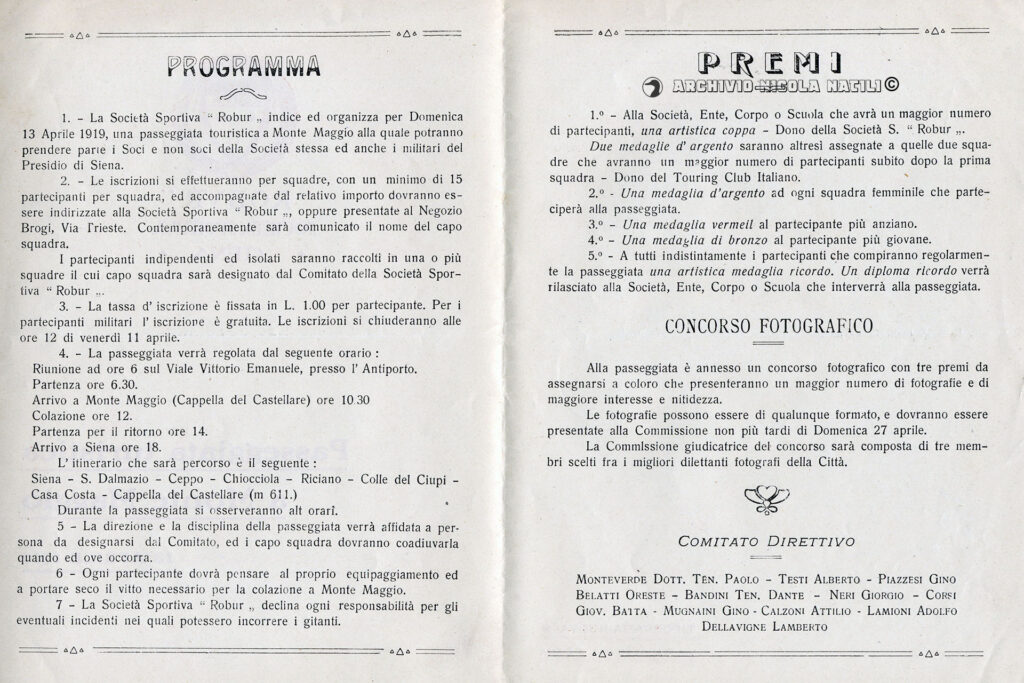 PROGRAMMA
1. - La Società Sportiva “ Robur „ indice ed organizza per Domenica
13 Aprile 1919, una passeggiata touristica a Monte Maggio alla quale potranno
prendere parte i Soci e non soci della Società stessa ed anche i militari del
Presidio di Siena.
2. - Le iscrizioni si effettueranno per squadre, con un minimo di 15
partecipanti per squadra, ed accompagnate dal relativo importo dovranno es-
sere indirizzate alla Società Sportiva “ Robur „, oppure presentate al Negozio
Brogi, Via Trieste. Contemporaneamente sarà comunicato il nome del capo
squadra.
I partecipanti indipendenti ed isolati saranno raccolti in una o più
squadre il cui capo squadra sarà designato dal Comitato della Società Spor-
tiva “ Robur „.
3. - La tassa d' iscrizione è fissata in L. 1.00 per partecipante. Per i
partecipanti militari l' iscrizione è gratuita. Le iscrizioni si chiuderanno alle
ore 12 di venerdì 11 aprile.
4. - La passeggiata verrà regolata dal seguente orario :
Riunione ad ore 6 sul Viale Vittorio Emanuele, presso l' Antiporto.
Partenza ore 6.30.
Arrivo a Monte Maggio (Cappella del Castellare) ore 10.30
Colazione ore 12.
Partenza per il ritorno ore 14.
Arrivo a Siena ore 18.
L' itinerario che sarà percorso è il seguente :
Siena - S. Dalmazio - Ceppo - Chiocciola - Riciano - Colle del Ciupi -
Casa Costa - Cappella del Castellare (m 611.)
Durante la passeggiata si osserveranno alt orari.
5 - La direzione e la disciplina della passeggiata verrà affidata a per-
sona da designarsi dal Comitato, ed i capo squadra dovranno coadiuvarla
quando ed ove occorra.
6 - Ogni partecipante dovrà pensare al proprio equipaggiamento ed
a portare seco il vitto necessario per la colazione a Monte Maggio.
7 - La Società Sportiva “ Robur „ declina ogni responsabilità per gli
eventuali incidenti nei quali potessero incorrere i gitanti.
PREMI
ARCHIVIO NICOLA NATILI ©
1.º - Alla Società, Ente, Corpo o Scuola che avrà un maggior numero
di partecipanti, una artistica coppa - Dono della Società S. “ Robur „.
Due medaglie d' argento saranno altresì assegnate a quelle due squa-
dre che avranno un maggior numero di partecipanti subito dopo la prima
squadra - Dono del Touring Club Italiano.
2.º - Una medaglia d'argento ad ogni squadra femminile che parte-
ciperà alla passeggiata.
3.º - Una medaglia vermeil al partecipante più anziano.
4.º - Una medaglia di bronzo al partecipante più giovane.
5.º - A tutti indistintamente i partecipanti che compiranno regolarmen-
te la passeggiata una artistica medaglia ricordo. Un diploma ricordo verrà
rilasciato alla Società, Ente, Corpo o Scuola che interverrà alla passeggiata.
CONCORSO FOTOGRAFICO
Alla passeggiata è annesso un concorso fotografico con tre premi da
assegnarsi a coloro che presenteranno un maggior numero di fotografie e di
maggiore interesse e nitidezza.
Le fotografie possono essere di qualunque formato, e dovranno essere
presentate alla Commissione non più tardi di Domenica 27 aprile.
La Commissione giudicatrice del concorso sarà composta di tre mem-
bri scelti fra i migliori dilettanti fotografi della Città.
COMITATO DIRETTIVO
MONTEVERDE DOTT. TEN. PAOLO - TESTI ALBERTO - PIAZZESI GINO
BELATTI ORESTE - BANDINI TEN. DANTE - NERI GIORGIO - CORSI
GIOV. BATTA - MUGNAINI GINO - CALZONI ATTILIO - LAMIONI ADOLFO
DELLAVIGNE LAMBERTO